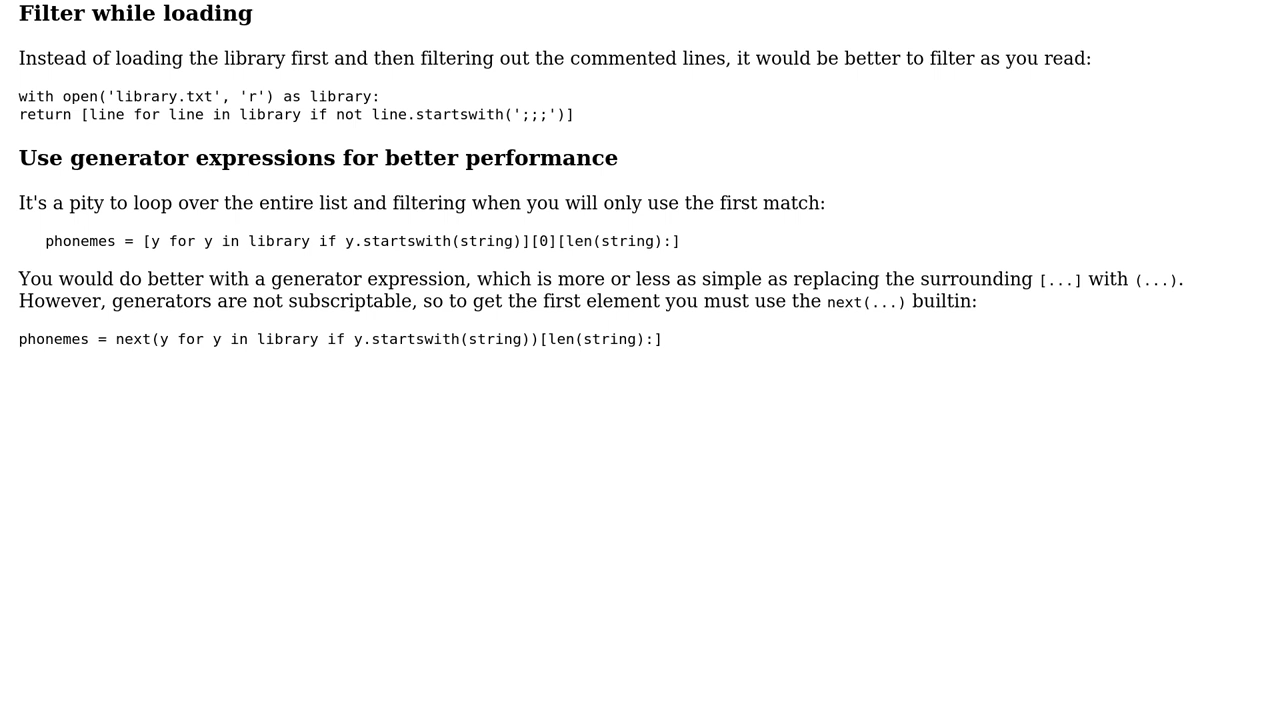 Filter while loading
Instead of loading the library first and then filtering out the commented lines, it would be better to filter as you read:
with open('library.txt', 'r') as library:
return [line for line in library if not line.startswith(';;;')]
Use generator expressions for better performance
It's a pity to loop over the entire list and filtering when you will only use the first match:
phonemes = [y for y in library if y.startswith(string)][0][len(string):]
You would do better with a generator expression, which is more or less as simple as replacing the surrounding [...] with (...).
However, generators are not subscriptable, so to get the first element you must use the next(...) builtin:
phonemes = next(y for y in library if y.startswith(string))[len(string):]